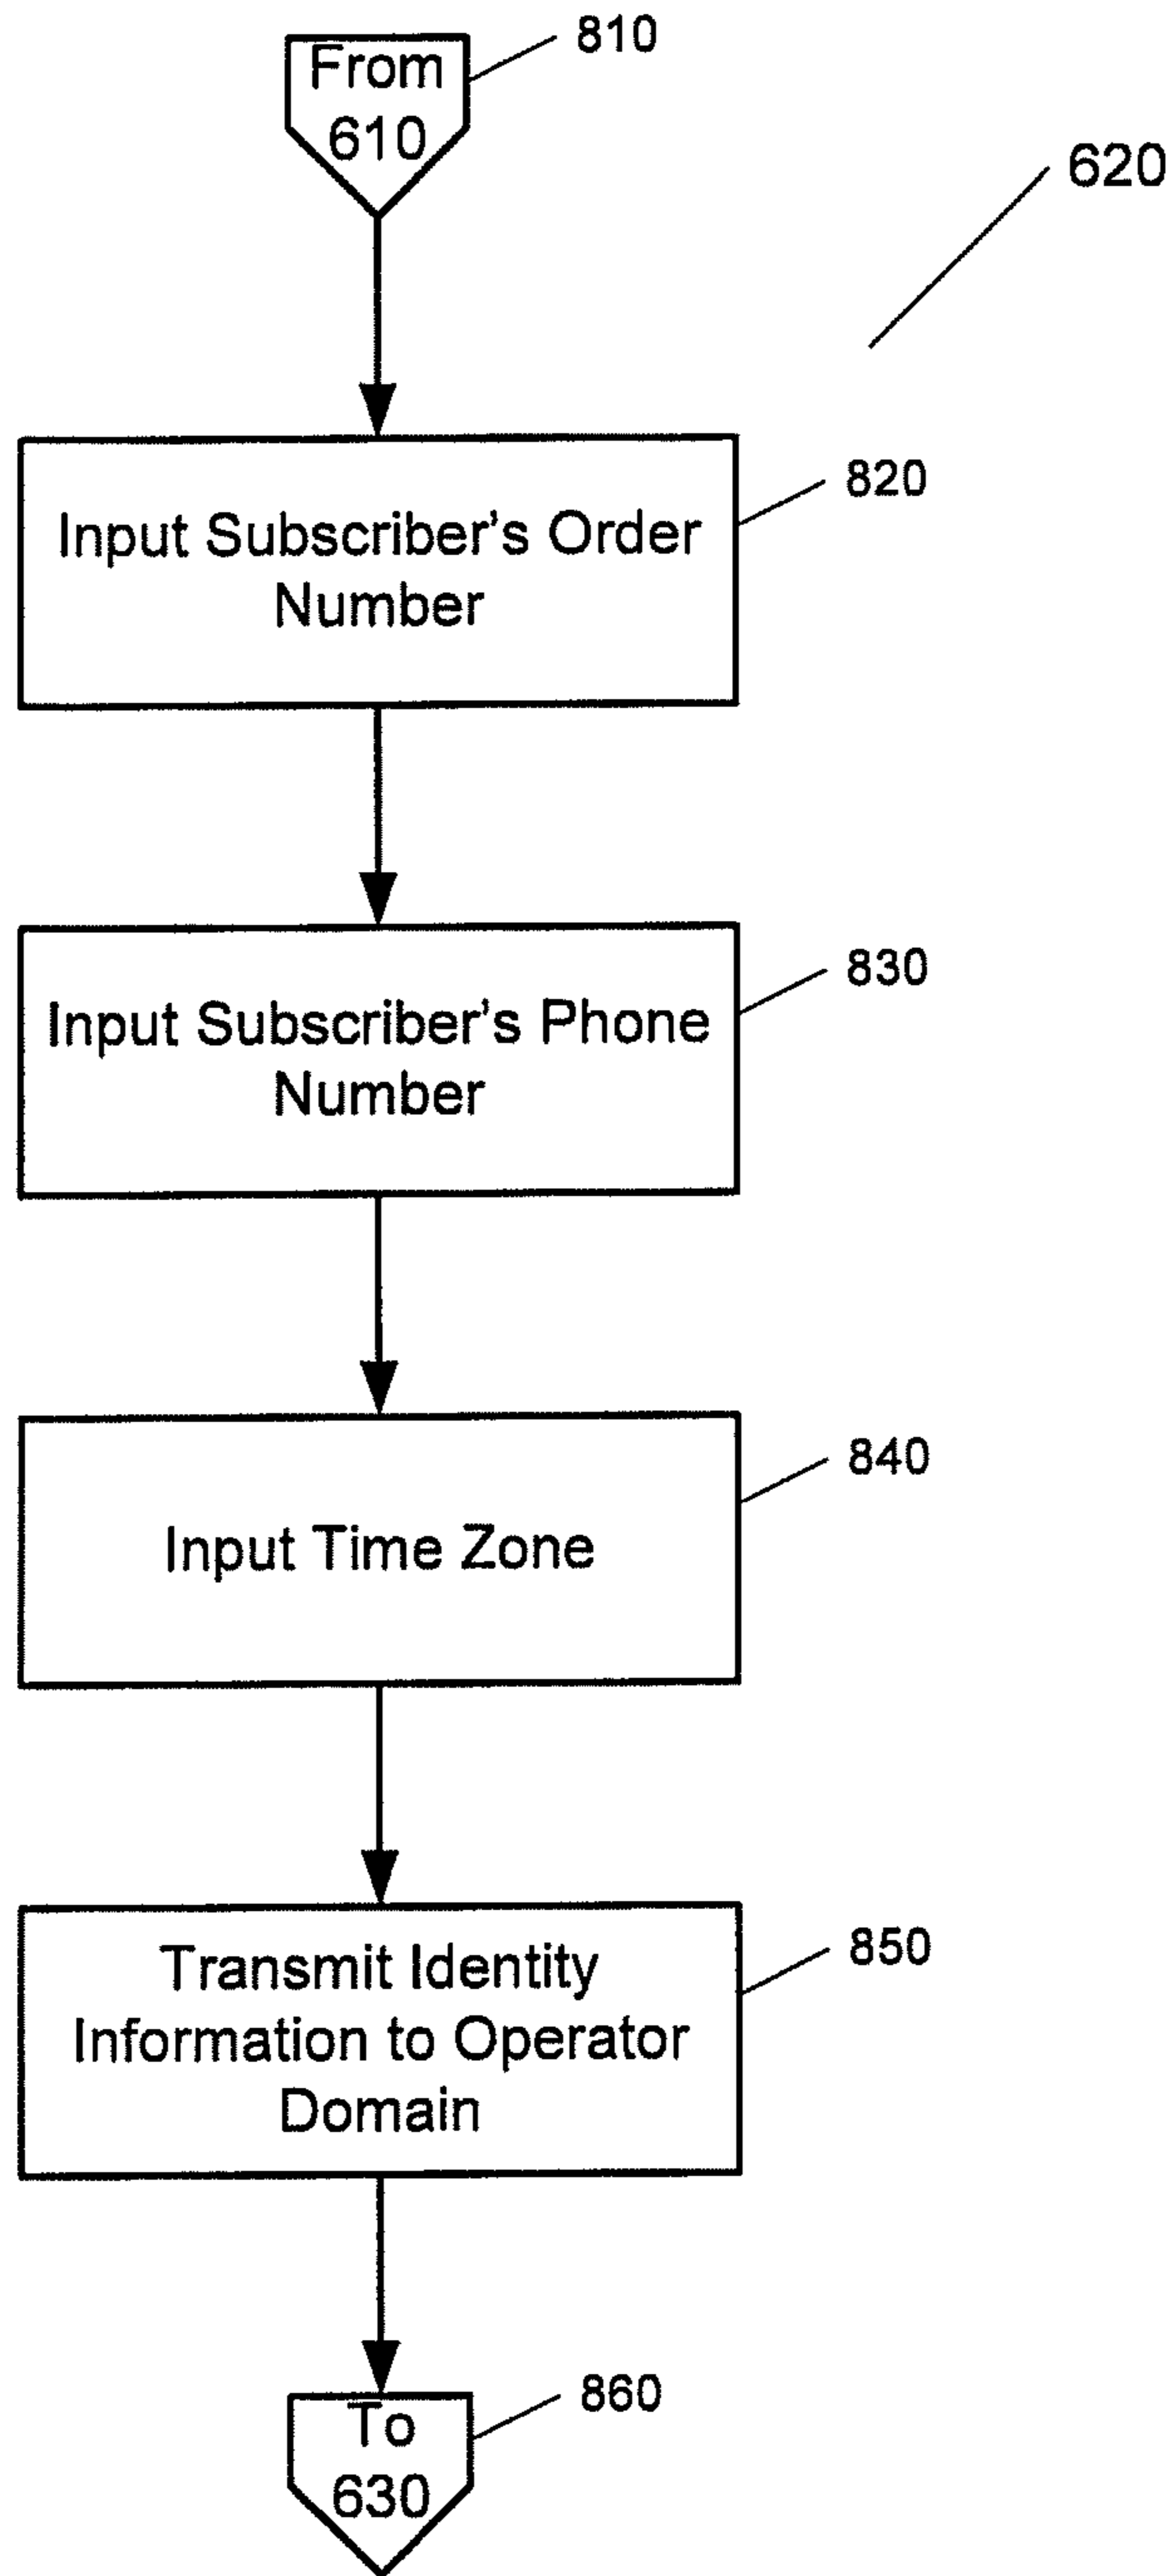 From
610
810
620
Input Subscriber's Order
Number
820
Input Subscriber's Phone
Number
830
Input Time Zone
840
Transmit Identity
Information to Operator
Domain
850
To
630
860